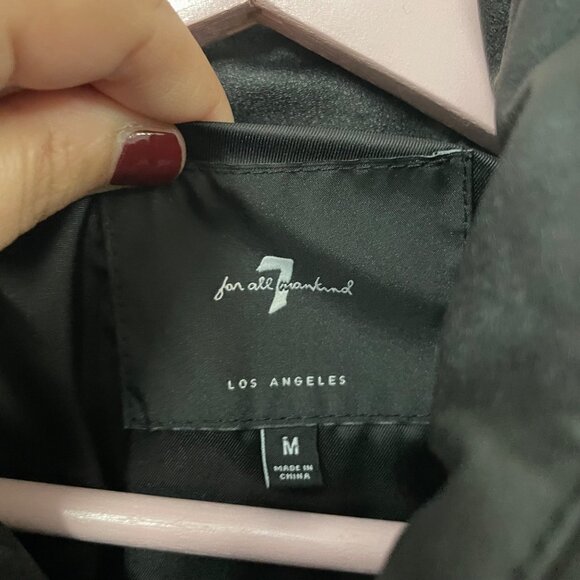 for all 7 mankind
LOS ANGELES
M
MADE IN
CHINA